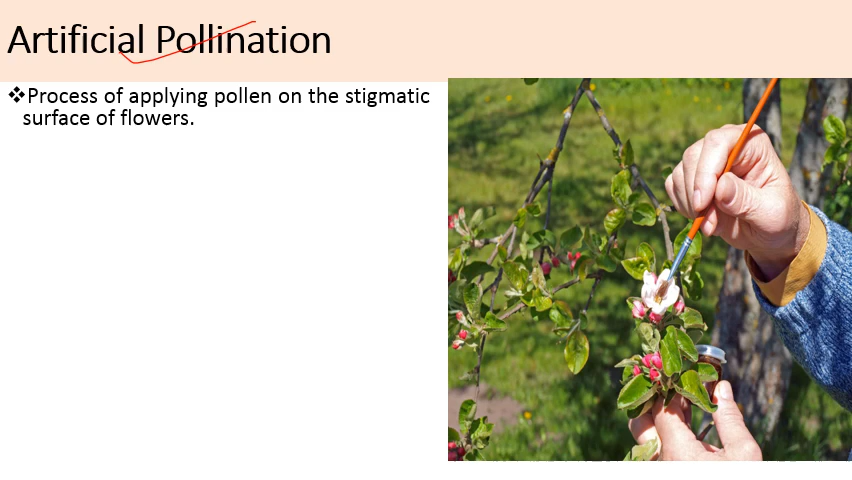 Artificial Pollination
❖Process of applying pollen on the stigmatic
surface of flowers.